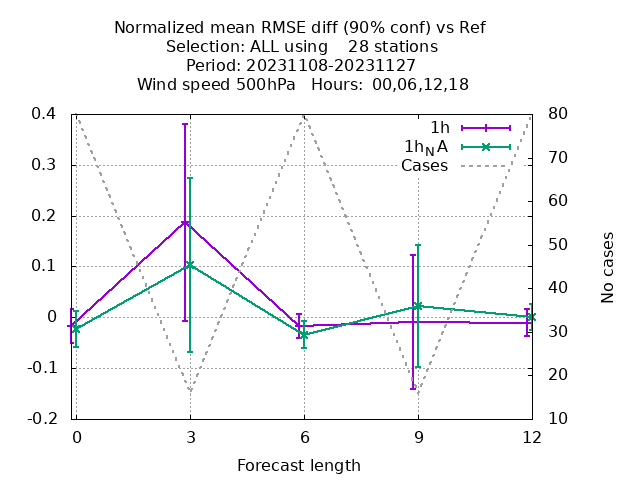 Normalized mean RMSE diff (90% conf) vs Ref
Selection: ALL using    28 stations
Period: 20231108-20231127
Wind speed 500hPa   Hours: 00,06,12,18
1h
1h_N A
Cases
0.4
0.3
0.2
0.1
0
-0.1
-0.2
80
70
60
50
40
30
20
10
No cases
0 3 6 9 12
Forecast length